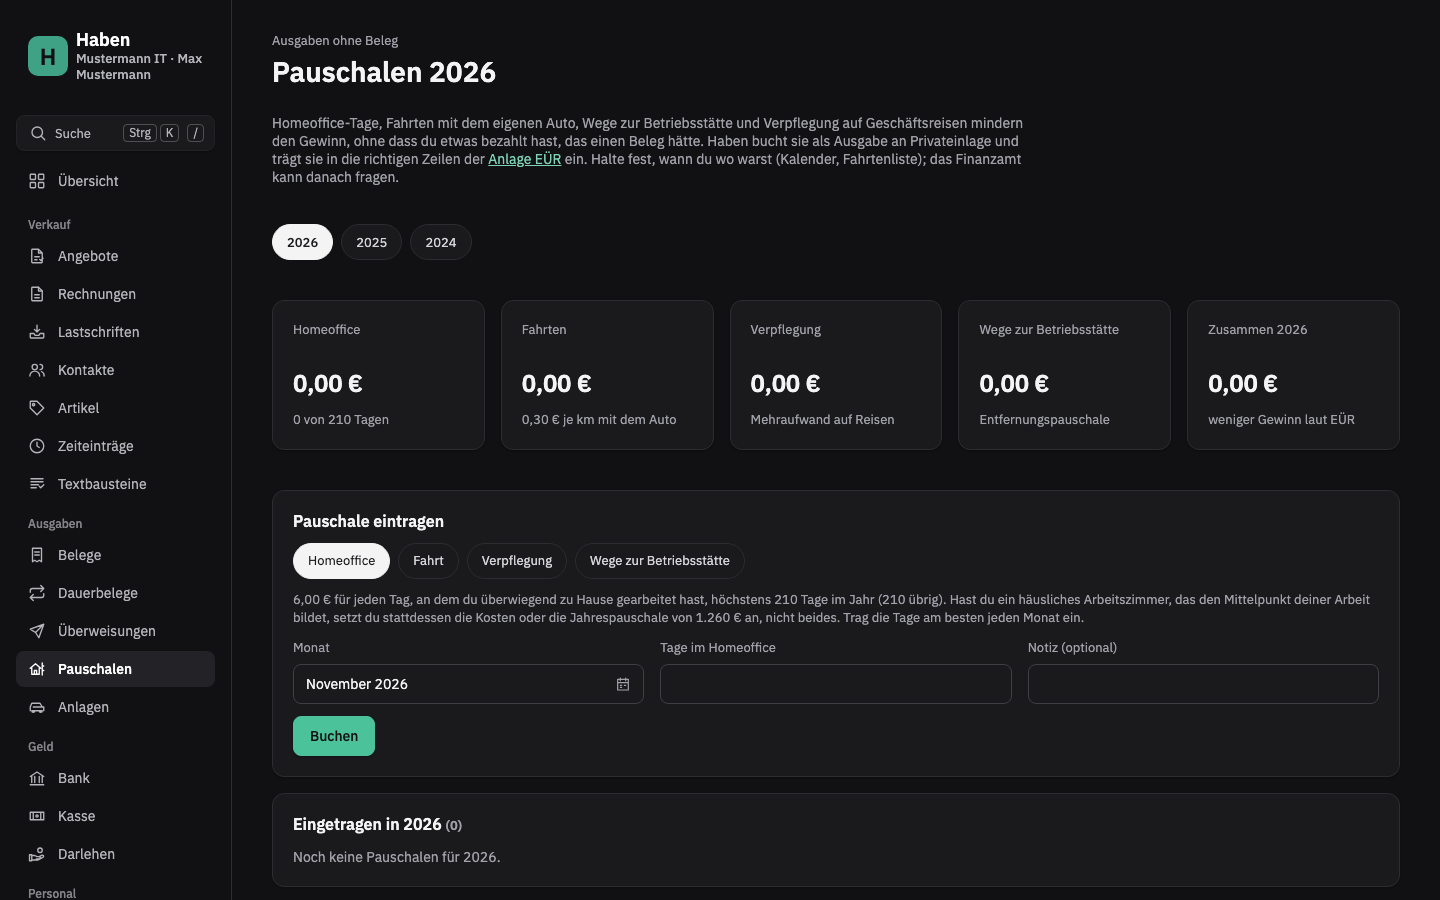 H
Haben
Mustermann IT · Max
Mustermann
Suche
Strg K /
Übersicht
Verkauf
Angebote
Rechnungen
Lastschriften
Kontakte
Artikel
Zeiteinträge
Textbausteine
Ausgaben
Belege
Dauerbelege
Überweisungen
Pauschalen
Anlagen
Geld
Bank
Kasse
Darlehen
Personal
Ausgaben ohne Beleg
Pauschalen 2026
Homeoffice-Tage, Fahrten mit dem eigenen Auto, Wege zur Betriebsstätte und Verpflegung auf Geschäftsreisen mindern
den Gewinn, ohne dass du etwas bezahlt hast, das einen Beleg hätte. Haben bucht sie als Ausgabe an Privateinlage und
trägt sie in die richtigen Zeilen der Anlage EÜR ein. Halte fest, wann du wo warst (Kalender, Fahrtenliste); das Finanzamt
kann danach fragen.
2026 2025 2024
Homeoffice
0,00 €
0 von 210 Tagen
Fahrten
0,00 €
0,30 € je km mit dem Auto
Verpflegung
0,00 €
Mehraufwand auf Reisen
Wege zur Betriebsstätte
0,00 €
Entfernungspauschale
Zusammen 2026
0,00 €
weniger Gewinn laut EÜR
Pauschale eintragen
Homeoffice Fahrt Verpflegung Wege zur Betriebsstätte
6,00 € für jeden Tag, an dem du überwiegend zu Hause gearbeitet hast, höchstens 210 Tage im Jahr (210 übrig). Hast du ein häusliches Arbeitszimmer, das den Mittelpunkt deiner Arbeit
bildet, setzt du stattdessen die Kosten oder die Jahrespauschale von 1.260 € an, nicht beides. Trag die Tage am besten jeden Monat ein.
Monat
November 2026
Tage im Homeoffice
Notiz (optional)
Buchen
Eingetragen in 2026 (0)
Noch keine Pauschalen für 2026.